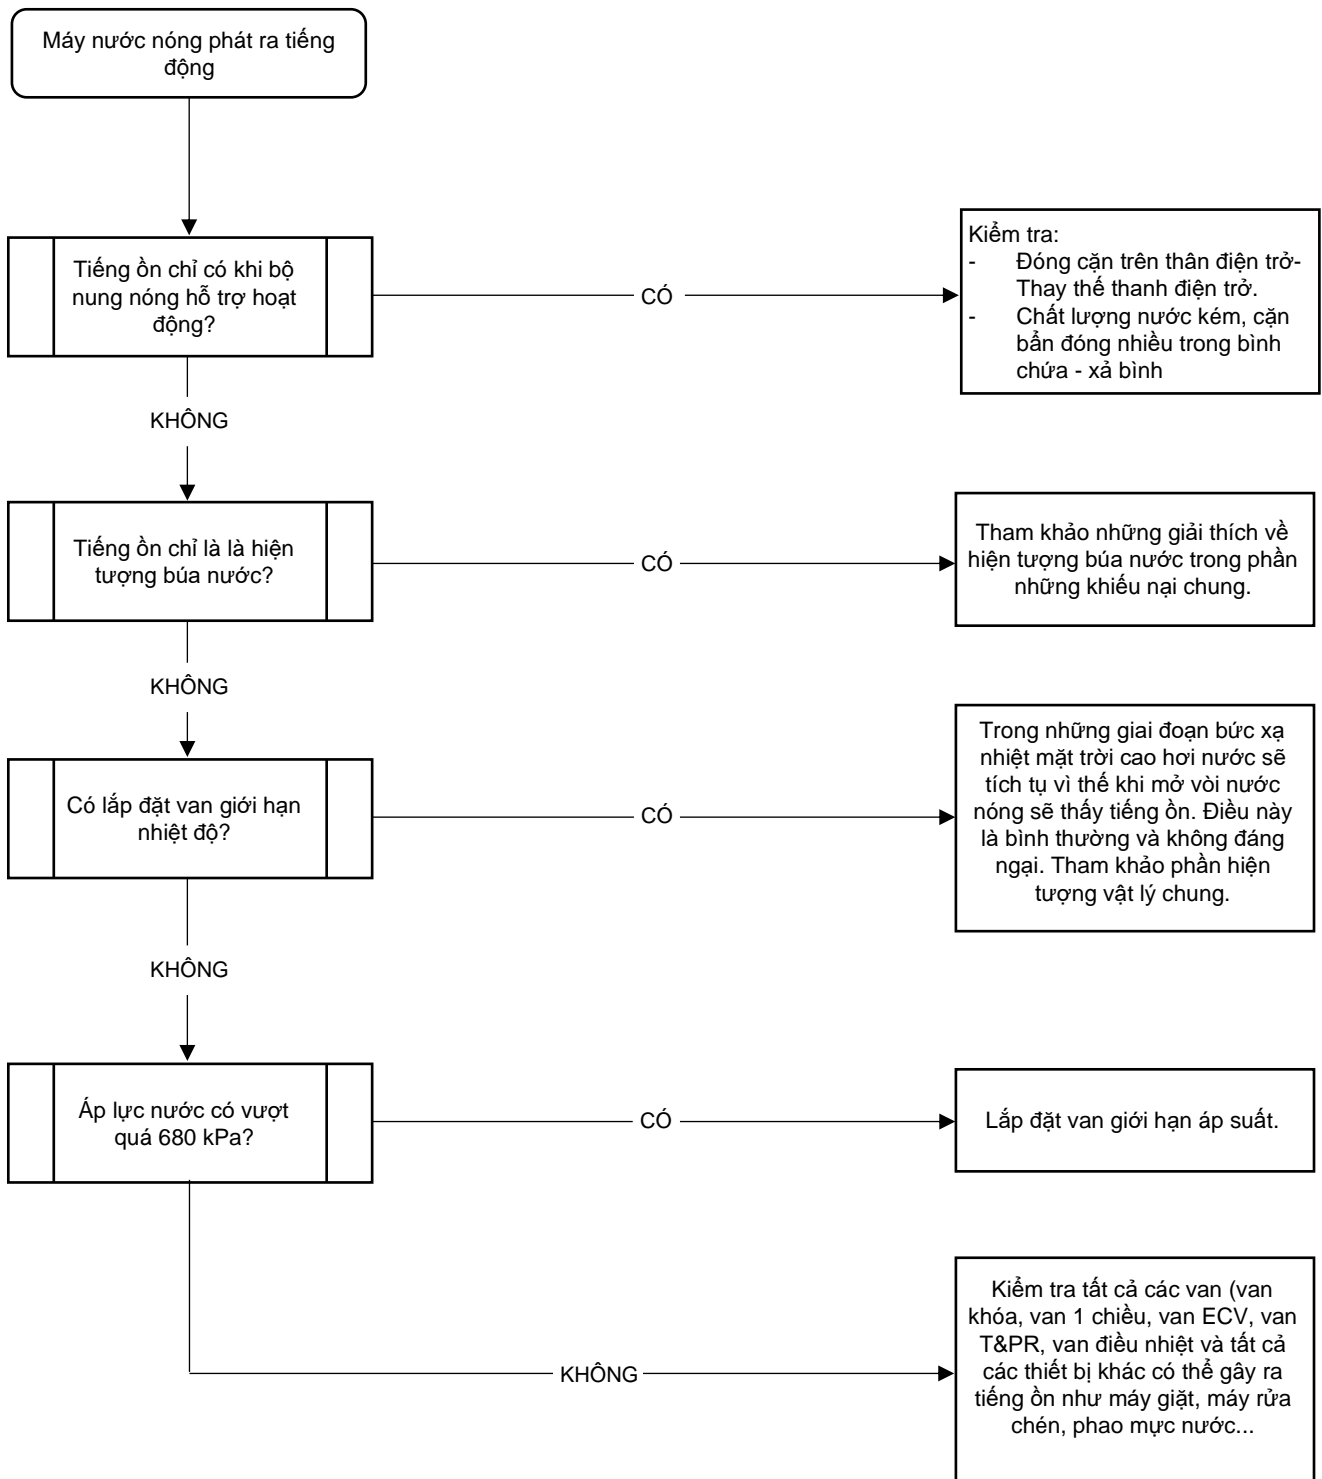 Máy nước nóng phát ra tiếng
động
Tiếng ồn chỉ có khi bộ
nung nóng hỗ trợ hoạt
động?
CÓ
Kiểm tra:
- Đóng cặn trên thân điện trở-
Thay thế thanh điện trở.
- Chất lượng nước kém, cặn
bẩn đóng nhiều trong bình
chứa - xả bình
KHÔNG
Tiếng ồn chỉ là là hiện
tượng búa nước?
CÓ
Tham khảo những giải thích về
hiện tượng búa nước trong phần
những khiếu nại chung.
KHÔNG
Có lắp đặt van giới hạn
nhiệt độ?
CÓ
Trong những giai đoạn bức xạ
nhiệt mặt trời cao hơi nước sẽ
tích tụ vì thế khi mở vòi nước
nóng sẽ thấy tiếng ồn. Điều này
là bình thường và không đáng
ngại. Tham khảo phần hiện
tượng vật lý chung.
KHÔNG
Áp lực nước có vượt
quá 680 kPa?
CÓ
Lắp đặt van giới hạn áp suất.
KHÔNG
Kiểm tra tất cả các van (van
khóa, van 1 chiều, van ECV, van
T&PR, van điều nhiệt và tất cả
các thiết bị khác có thể gây ra
tiếng ồn như máy giặt, máy rửa
chén, phao mực nước...